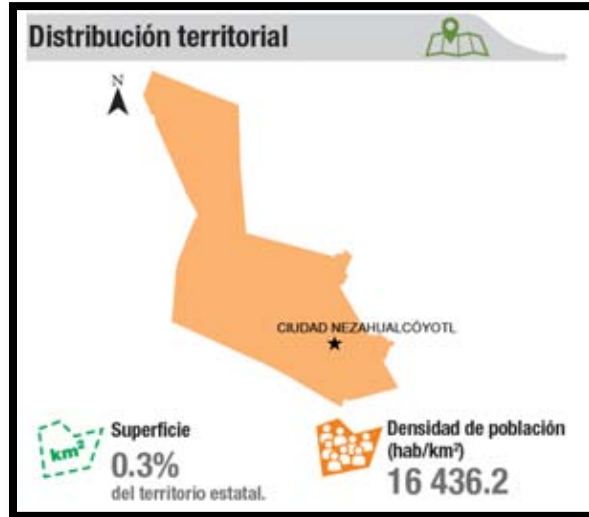 Distribución territorial
N
CIUDAD NEZAHUALCÓYOTL
km²
Superficie
0.3%
del territorio estatal.
Densidad de población
(hab/km²)
16 436.2